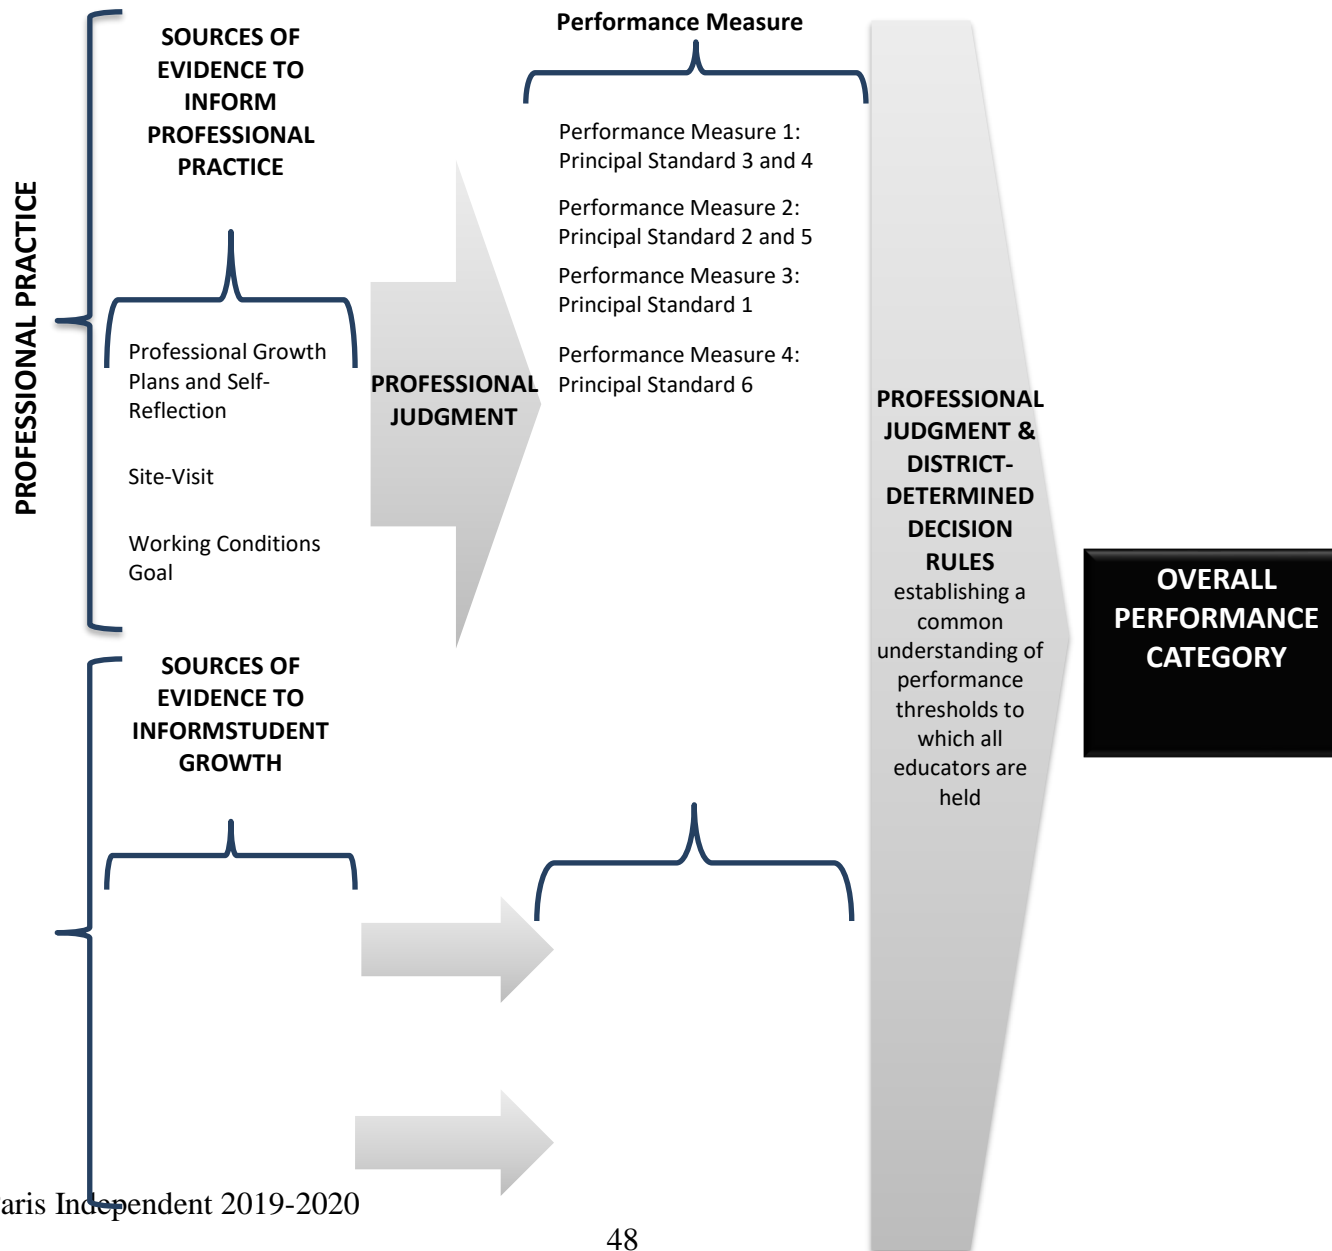 PROFESSIONAL PRACTICE
SOURCES OF
EVIDENCE TO
INFORM
PROFESSIONAL
PRACTICE
Professional Growth
Plans and Self-
Reflection
Site-Visit
Working Conditions
Goal
PROFESSIONAL
JUDGMENT
Performance Measure
Performance Measure 1:
Principal Standard 3 and 4
Performance Measure 2:
Principal Standard 2 and 5
Performance Measure 3:
Principal Standard 1
Performance Measure 4:
Principal Standard 6
PROFESSIONAL
JUDGMENT &
DISTRICT-
DETERMINED
DECISION
RULES
establishing a
common
understanding of
performance
thresholds to
which all
educators are
held
OVERALL
PERFORMANCE
CATEGORY
SOURCES OF
EVIDENCE TO
INFORMSTUDENT
GROWTH
aris Independent 2019-2020
48